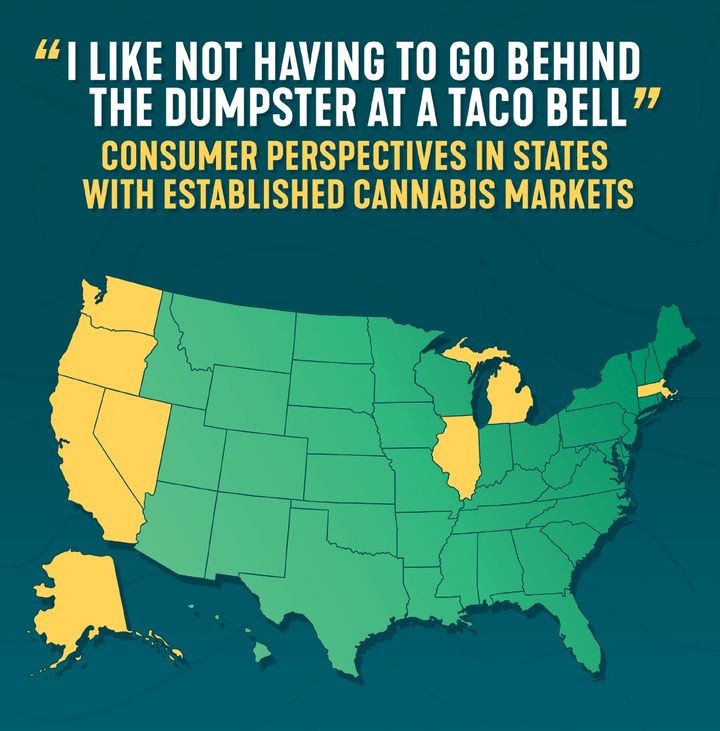 “I LIKE NOT HAVING TO GO BEHIND
THE DUMPSTER AT A TACO BELL”
CONSUMER PERSPECTIVES IN STATES
WITH ESTABLISHED CANNABIS MARKETS